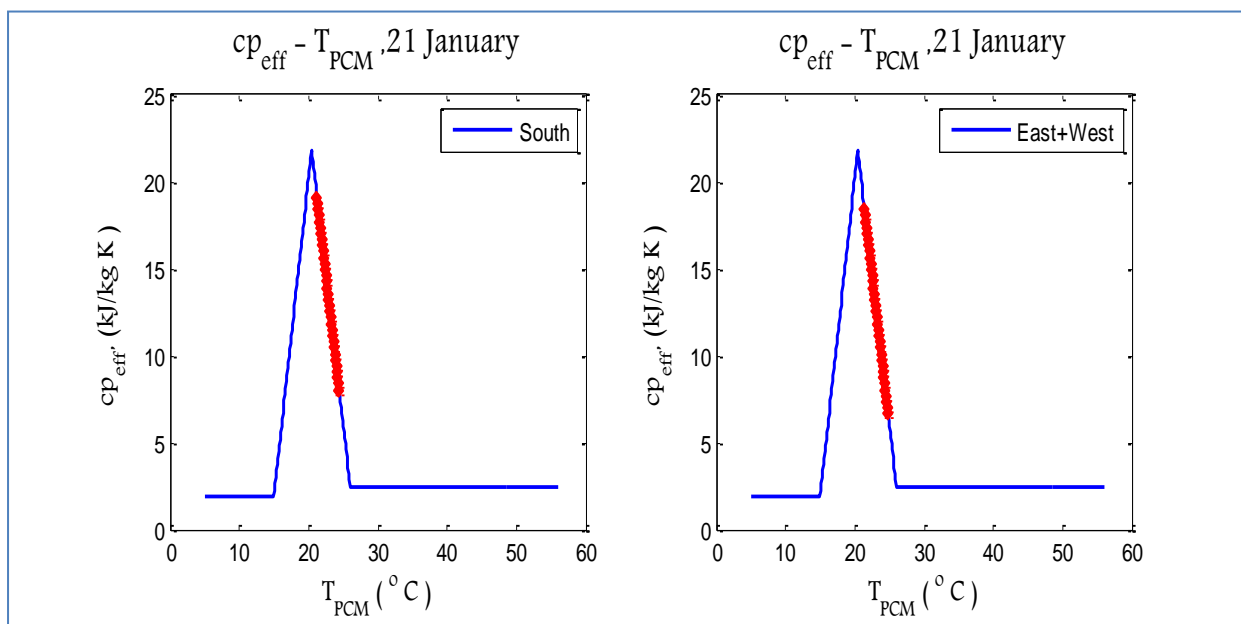 cp_eff – T_PCM ,21 January
25
20
15
10
5
0
0 10 20 30 40 50 60
cp_eff, (kJ/kg K)
T_PCM ( ° C)
South
cp_eff – T_PCM ,21 January
25
20
15
10
5
0
0 10 20 30 40 50 60
cp_eff, (kJ/kg K)
T_PCM ( ° C)
East+West